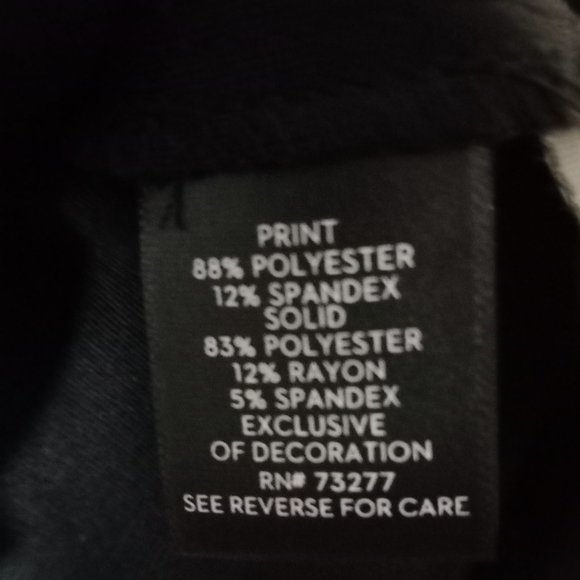 PRINT
88% POLYESTER
12% SPANDEX
SOLID
83% POLYESTER
12% RAYON
5% SPANDEX
EXCLUSIVE
OF DECORATION
RN# 73277
SEE REVERSE FOR CARE